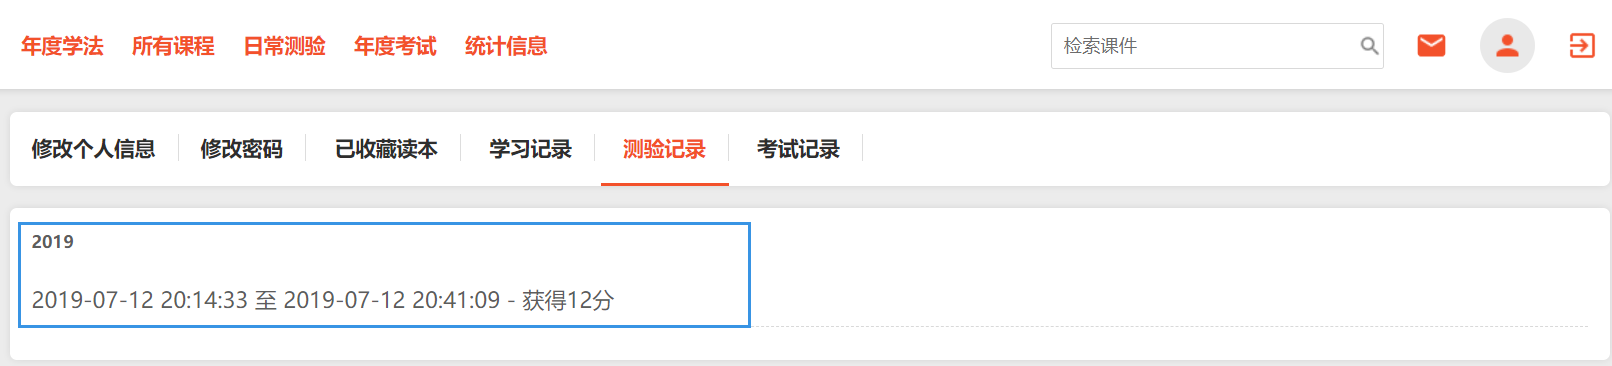 年度学法 所有课程 日常测验 年度考试 统计信息 检索课件
修改个人信息 修改密码 已收藏读本 学习记录 测验记录 考试记录
2019
2019-07-12 20:14:33 至 2019-07-12 20:41:09 - 获得12分